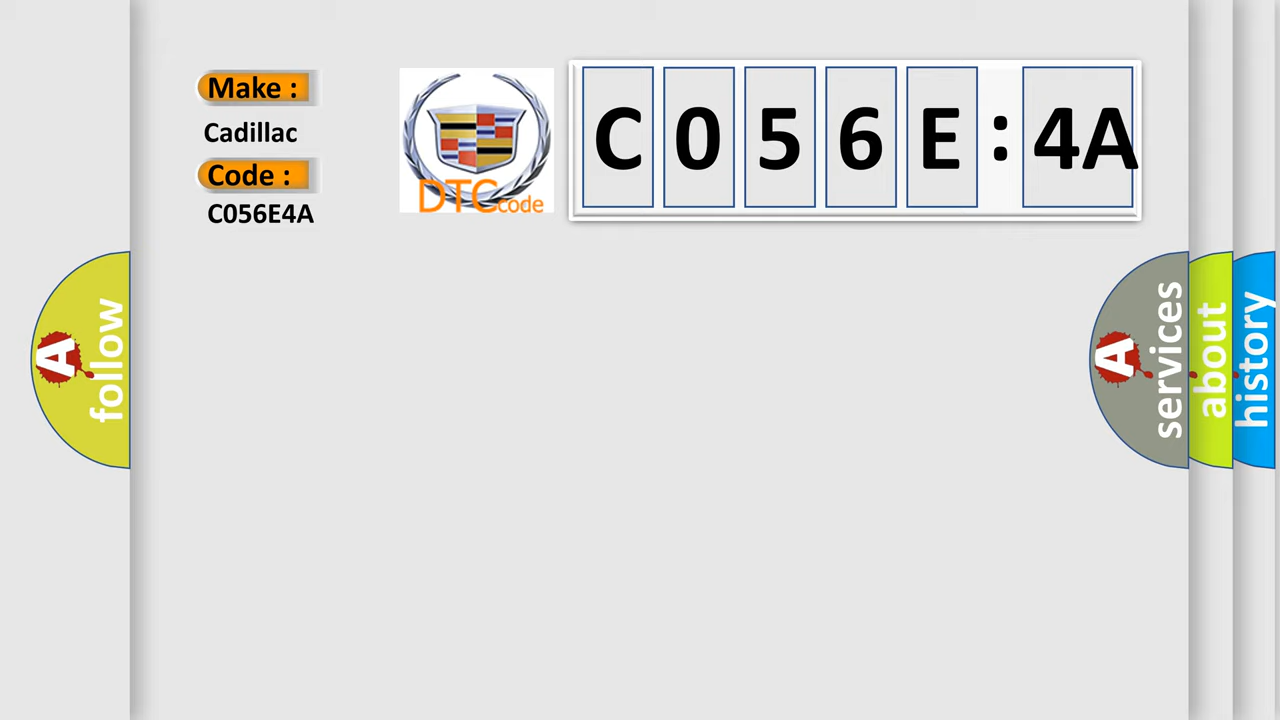 Make :
Cadillac
Code :
C056E4A
DTCcode
C 0 5 6 E : 4A
A follow
A services
about
history